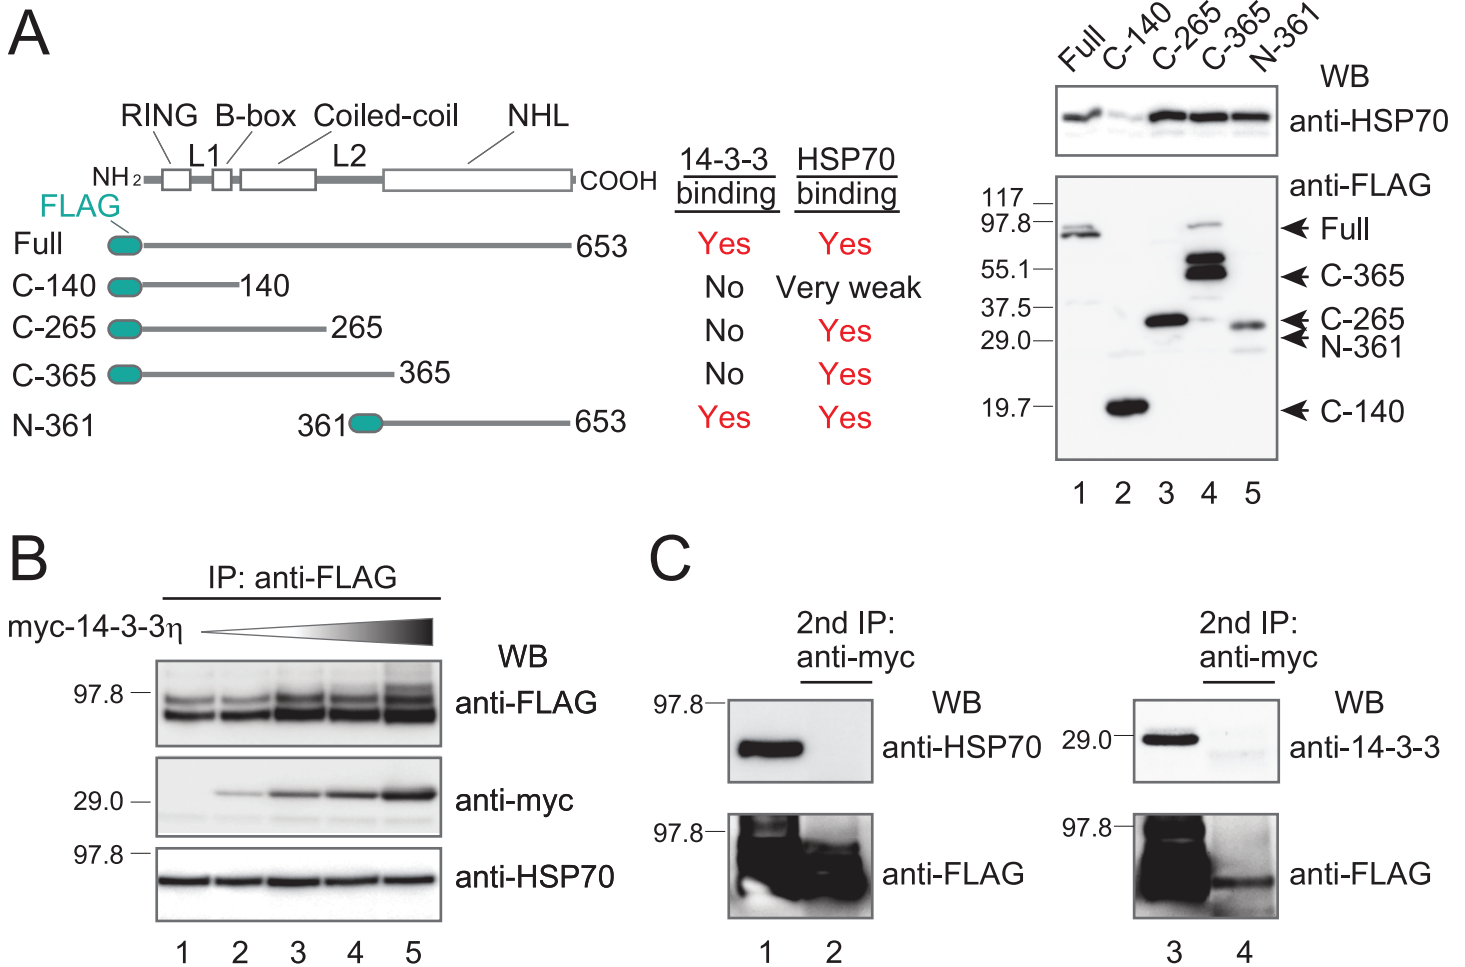 A
RING B-box Coiled-coil NHL
L1 L2
NH2 COOH
FLAG
14-3-3 binding HSP70 binding
Full 653 Yes Yes
C-140 140 No Very weak
C-265 265 No Yes
C-365 365 No Yes
N-361 361 653 Yes Yes
Full C-140 C-265 C-365 N-361
WB
anti-HSP70
anti-FLAG
117
97.8 Full
55.1 C-365
37.5 C-265
29.0 N-361
19.7 C-140
1 2 3 4 5
B
IP: anti-FLAG
myc-14-3-3η
WB
97.8 anti-FLAG
29.0 anti-myc
97.8 anti-HSP70
1 2 3 4 5
C
2nd IP:
anti-myc
WB
97.8
anti-HSP70
97.8
anti-FLAG
1 2
2nd IP:
anti-myc
WB
29.0 anti-14-3-3
97.8
anti-FLAG
3 4